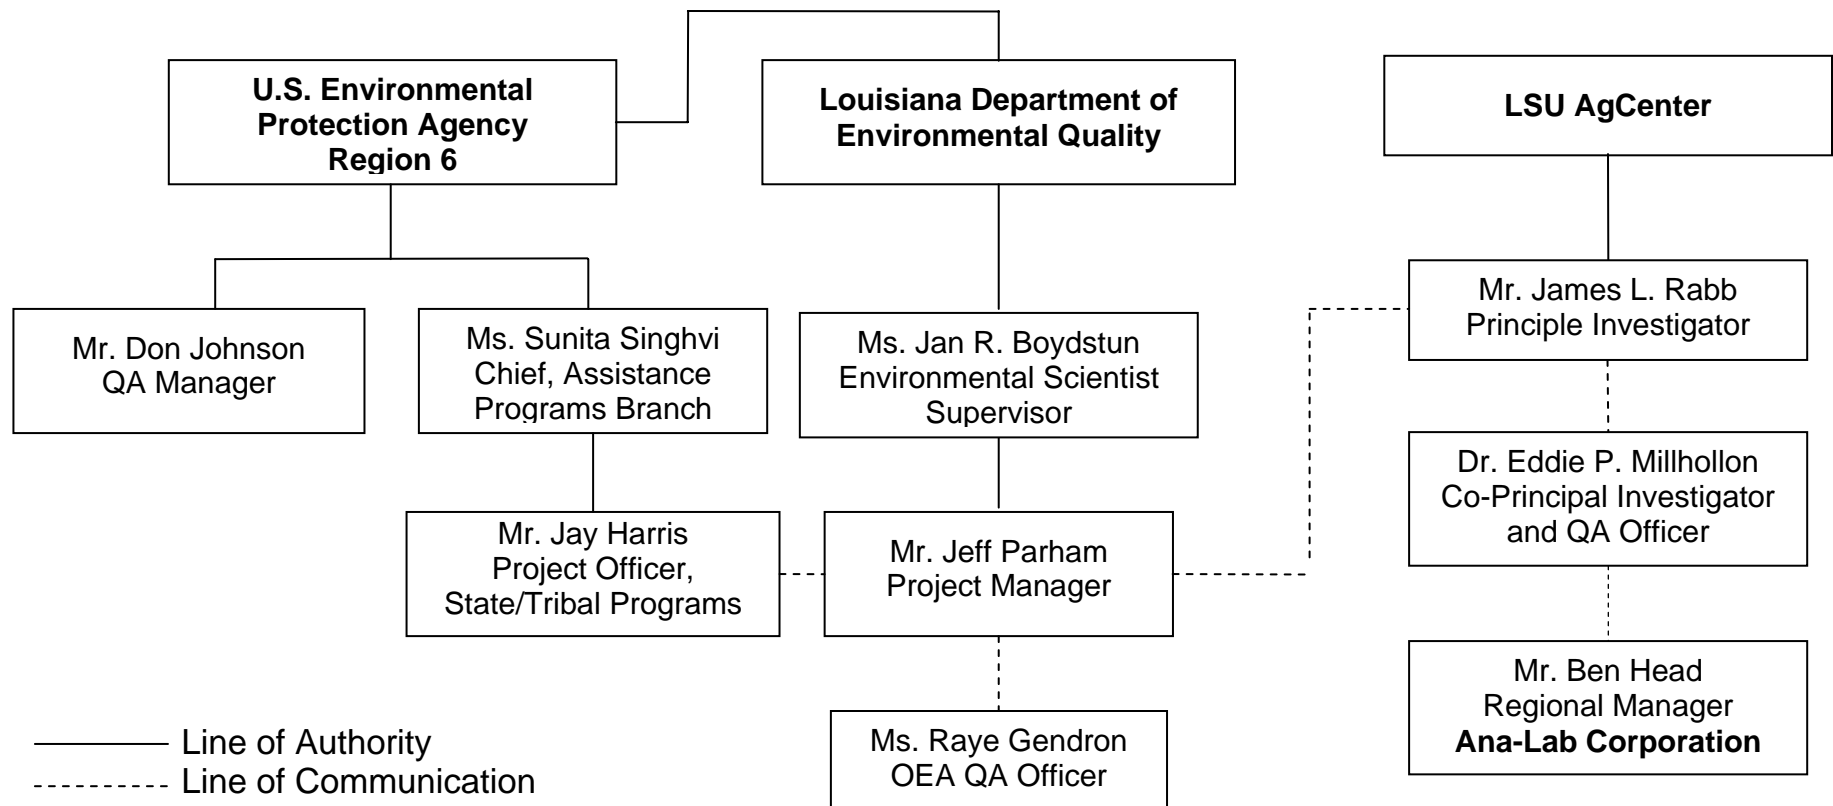 U.S. Environmental
Protection Agency
Region 6
Louisiana Department of
Environmental Quality
LSU AgCenter
Mr. Don Johnson
QA Manager
Ms. Sunita Singhvi
Chief, Assistance
Programs Branch
Ms. Jan R. Boydstun
Environmental Scientist
Supervisor
Mr. James L. Rabb
Principle Investigator
Dr. Eddie P. Millhollon
Co-Principal Investigator
and QA Officer
Mr. Jay Harris
Project Officer,
State/Tribal Programs
Mr. Jeff Parham
Project Manager
Mr. Ben Head
Regional Manager
Ana-Lab Corporation
Ms. Raye Gendron
OEA QA Officer
Line of Authority
Line of Communication